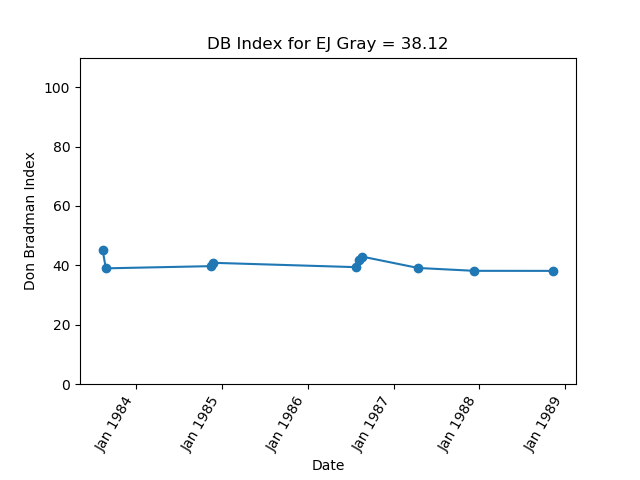 DB Index for EJ Gray = 38.12
Don Bradman Index
100
80
60
40
20
0
Jan 1984
Jan 1985
Jan 1986
Jan 1987
Jan 1988
Jan 1989
Date